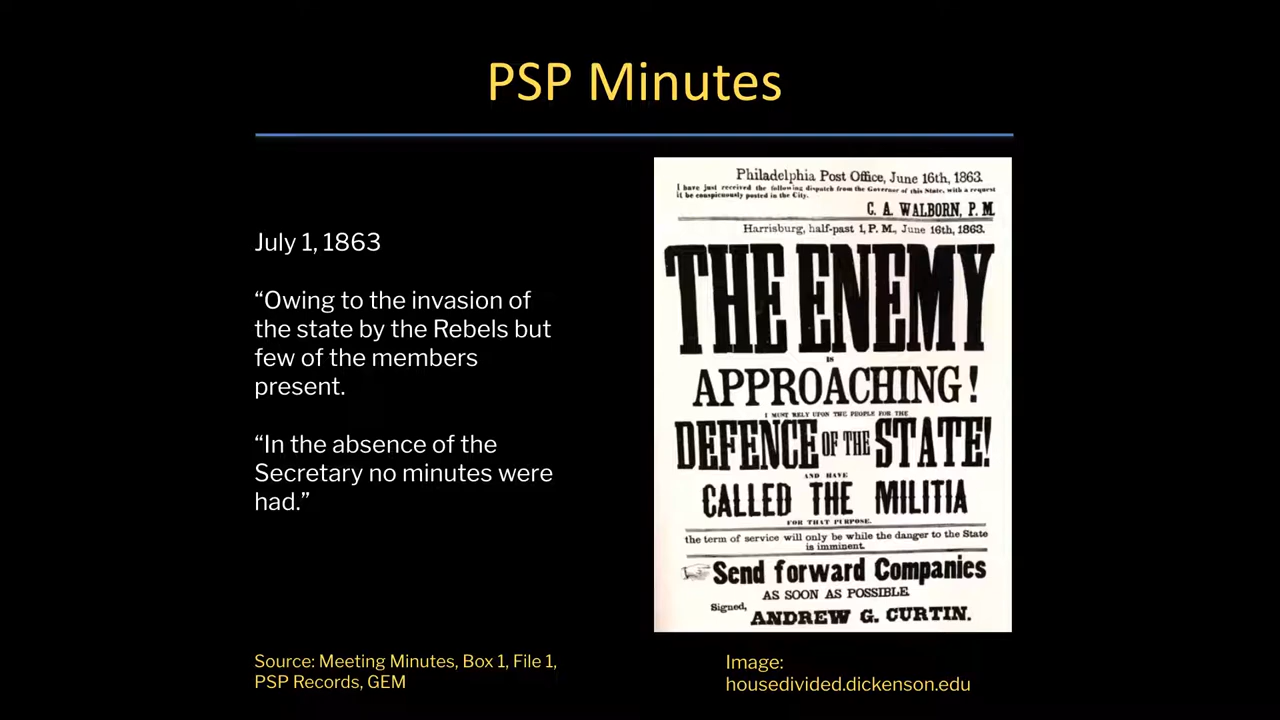 PSP Minutes
July 1, 1863
“Owing to the invasion of
the state by the Rebels but
few of the members
present.
“In the absence of the
Secretary no minutes were
had.”
Source: Meeting Minutes, Box 1, File 1,
PSP Records, GEM
Philadelphia Post Office, June 16th, 1863.
I have just received the following dispatch from the Governor of this State, with a request
it be conspicuously posted in the City.
C. A. WALBORN, P. M.
Harrisburg, half-past 1, P. M., June 16th, 1863.
THE ENEMY
IS
APPROACHING!
I MUST RELY UPON THE PEOPLE FOR THE
DEFENCE OF THE STATE!
AND HAVE
CALLED THE MILITIA
FOR THAT PURPOSE.
the term of service will only be while the danger to the State
is imminent.
Send forward Companies
AS SOON AS POSSIBLE.
Signed,
ANDREW G. CURTIN.
Image:
housedivided.dickenson.edu